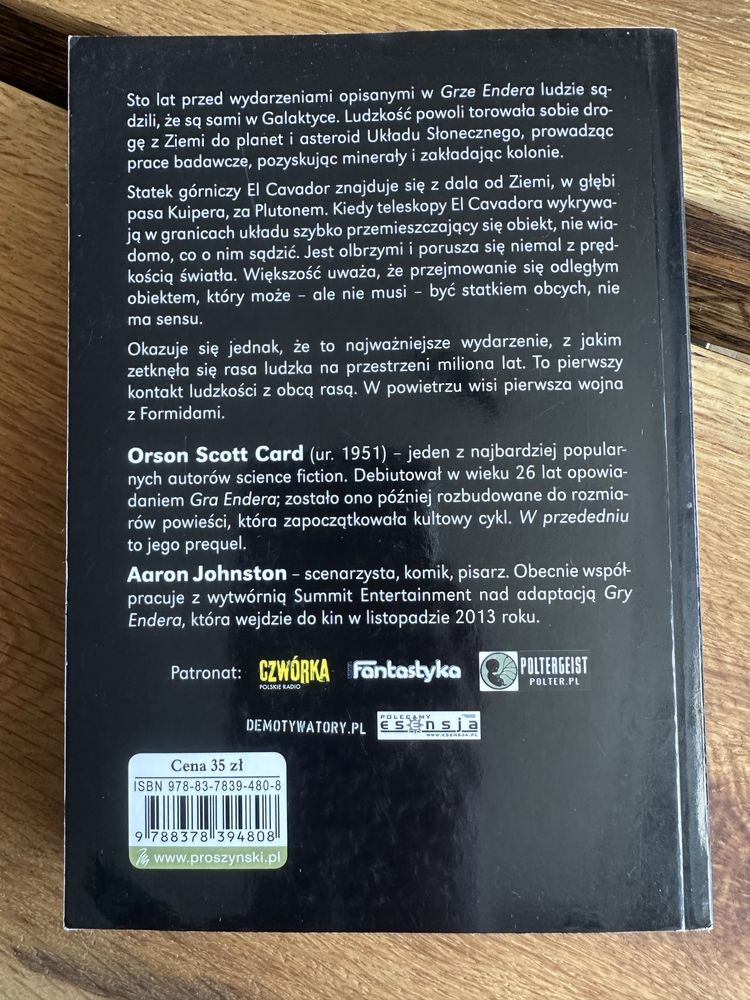 Sto lat przed wydarzeniami opisanymi w Grze Endera ludzie są-
dzili, że są sami w Galaktyce. Ludzkość powoli torowała sobie dro-
gę z Ziemi do planet i asteroid Układu Słonecznego, prowadząc
prace badawcze, pozyskując minerały i zakładając kolonie.
Statek górniczy El Cavador znajduje się z dala od Ziemi, w głębi
pasa Kuipera, za Plutonem. Kiedy teleskopy El Cavadora wykrywa-
ją w granicach układu szybko przemieszczający się obiekt, nie wia-
domo, co o nim sądzić. Jest olbrzymi i porusza się niemal z pręd-
kością światła. Większość uważa, że przejmowanie się odległym
obiektem, który może – ale nie musi – być statkiem obcych, nie
ma sensu.
Okazuje się jednak, że to najważniejsze wydarzenie, z jakim
zetknęła się rasa ludzka na przestrzeni miliona lat. To pierwszy
kontakt ludzkości z obcą rasą. W powietrzu wisi pierwsza wojna
z Formidami.
Orson Scott Card (ur. 1951) – jeden z najbardziej popular-
nych autorów science fiction. Debiutował w wieku 26 lat opowia-
daniem Gra Endera; zostało ono później rozbudowane do rozmia-
rów powieści, która zapoczątkowała kultowy cykl. W przededniu
to jego prequel.
Aaron Johnston – scenarzysta, komik, pisarz. Obecnie współ-
pracuje z wytwórnią Summit Entertainment nad adaptacją Gry
Endera, która wejdzie do kin w listopadzie 2013 roku.
Patronat: CZWÓRKA POLSKIE RADIO Fantastyka POLTERGEIST POLTER.PL
DEMOTYWATORY.PL POLECAMY esensja www.esensja.pl
Cena 35 zł
ISBN 978-83-7839-480-8
9 788378 394808
www.proszynski.pl